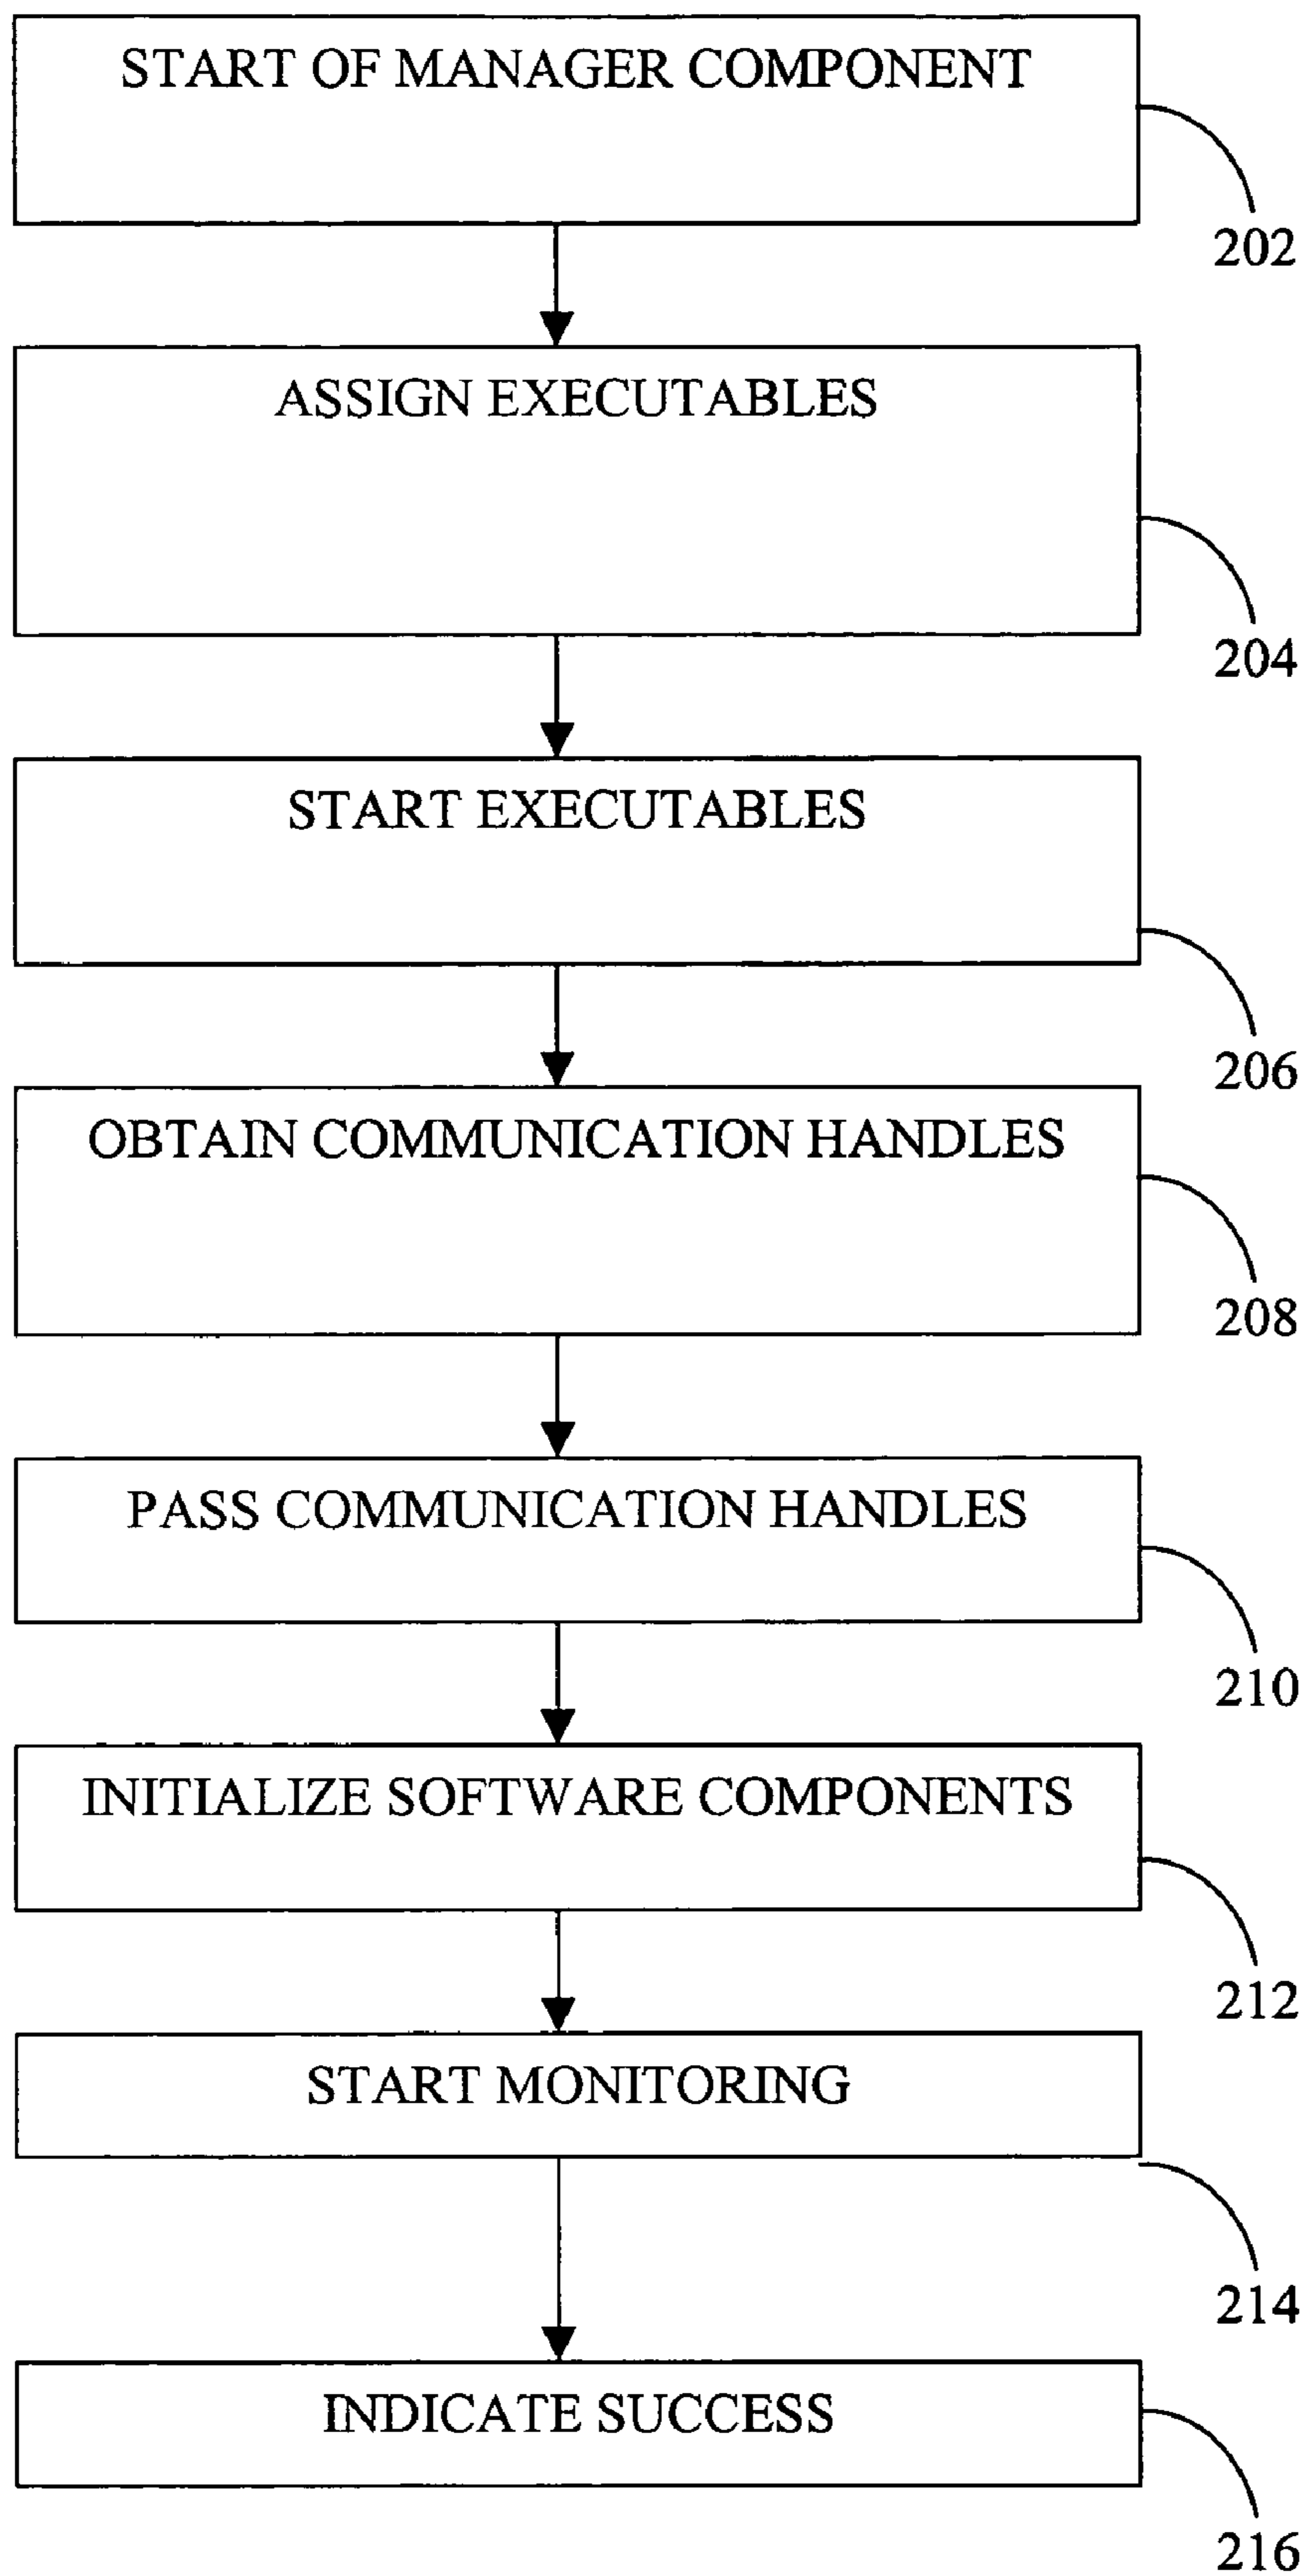 START OF MANAGER COMPONENT
202
ASSIGN EXECUTABLES
204
START EXECUTABLES
206
OBTAIN COMMUNICATION HANDLES
208
PASS COMMUNICATION HANDLES
210
INITIALIZE SOFTWARE COMPONENTS
212
START MONITORING
214
INDICATE SUCCESS
216